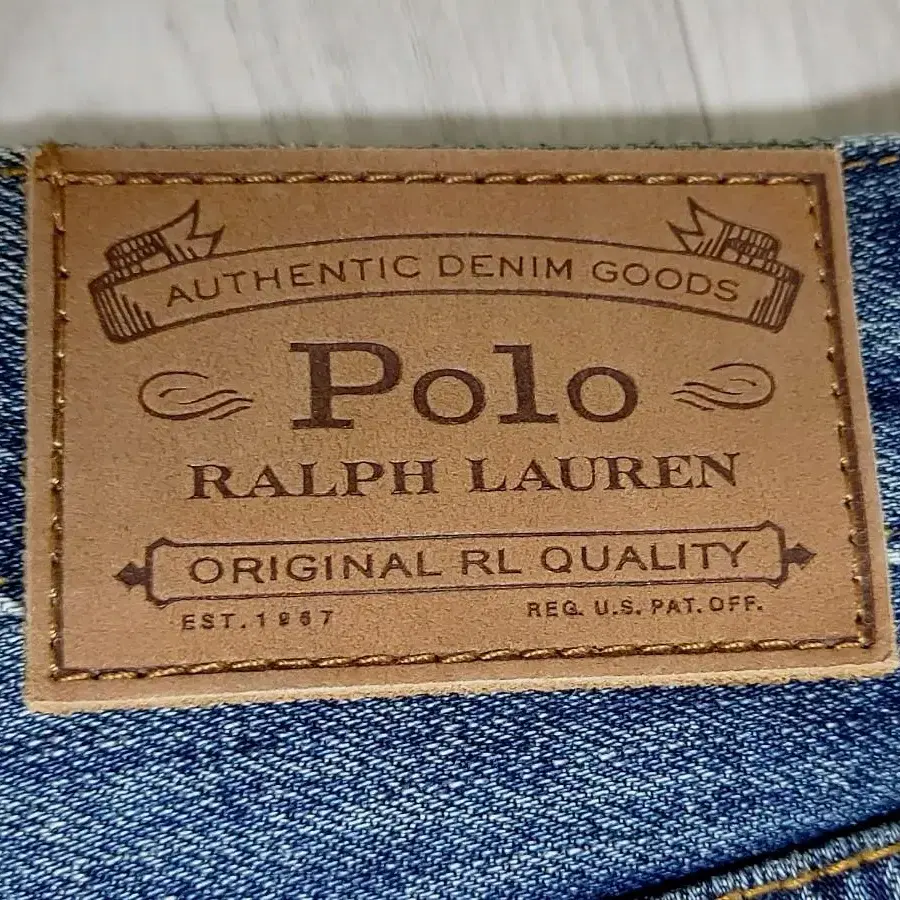 AUTHENTIC DENIM GOODS
Polo
RALPH LAUREN
ORIGINAL RL QUALITY
EST. 1967 REG. U.S. PAT. OFF.